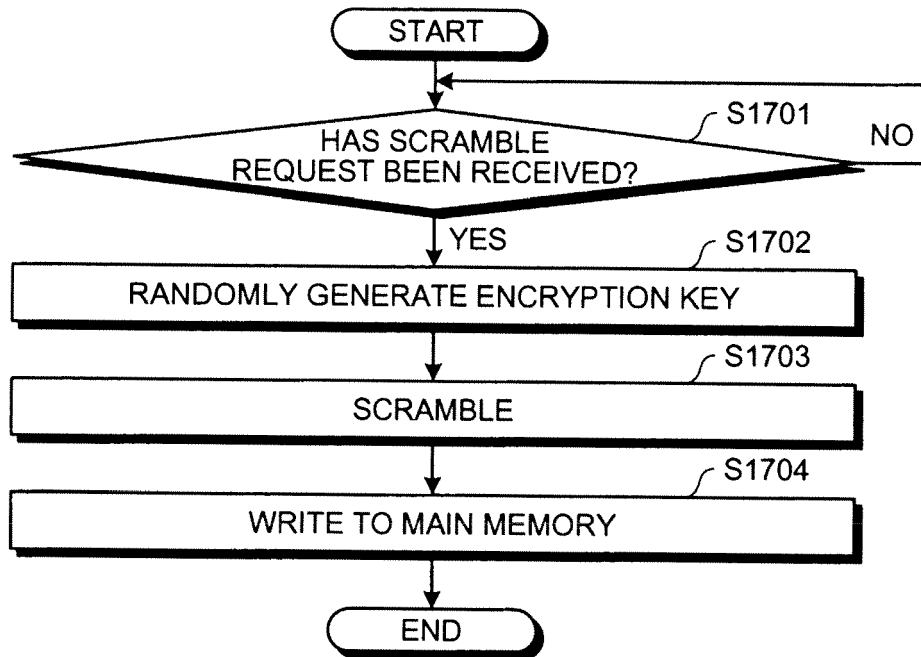 START
S1701
HAS SCRAMBLE
NO
REQUEST BEEN RECEIVED?
YES
S1702
RANDOMLY GENERATE ENCRYPTION KEY
S1703
SCRAMBLE
S1704
WRITE TO MAIN MEMORY
END